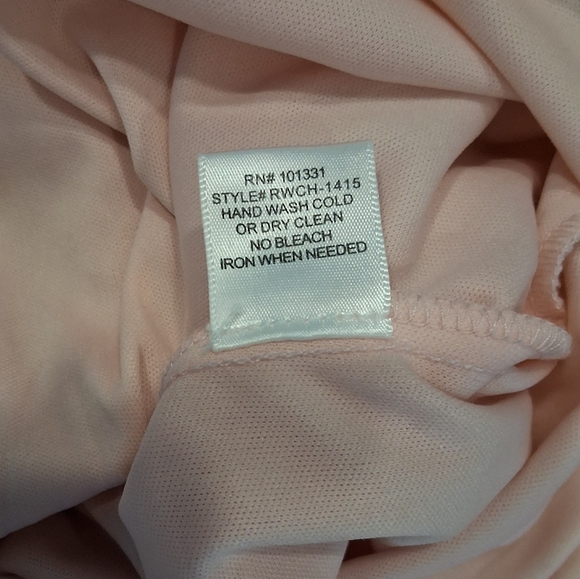 RN# 101331
STYLE# RWCH-1415
HAND WASH COLD
OR DRY CLEAN
NO BLEACH
IRON WHEN NEEDED